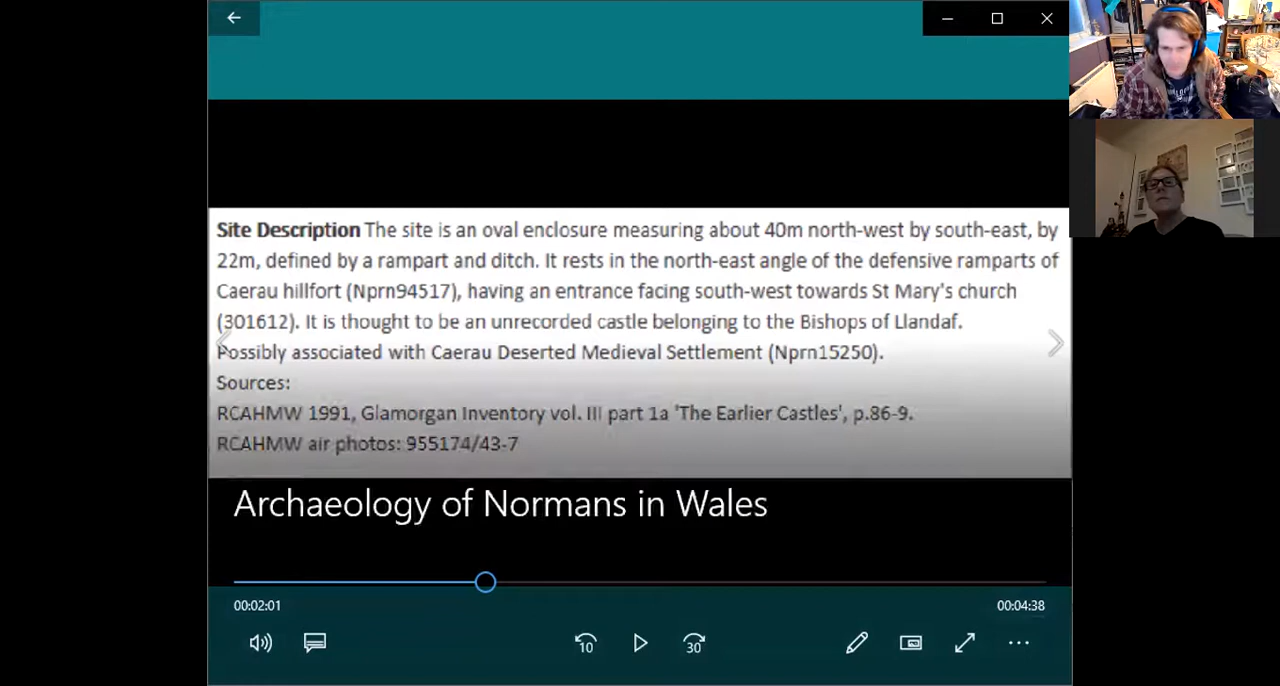 Site Description The site is an oval enclosure measuring about 40m north-west by south-east, by
22m, defined by a rampart and ditch. It rests in the north-east angle of the defensive ramparts of
Caerau hillfort (Nprn94517), having an entrance facing south-west towards St Mary's church
(301612). It is thought to be an unrecorded castle belonging to the Bishops of Llandaf.
Possibly associated with Caerau Deserted Medieval Settlement (Nprn15250).
Sources:
RCAHMW 1991, Glamorgan Inventory vol. III part 1a 'The Earlier Castles', p.86-9.
RCAHMW air photos: 955174/43-7
Archaeology of Normans in Wales
00:02:01
00:04:38
10
30